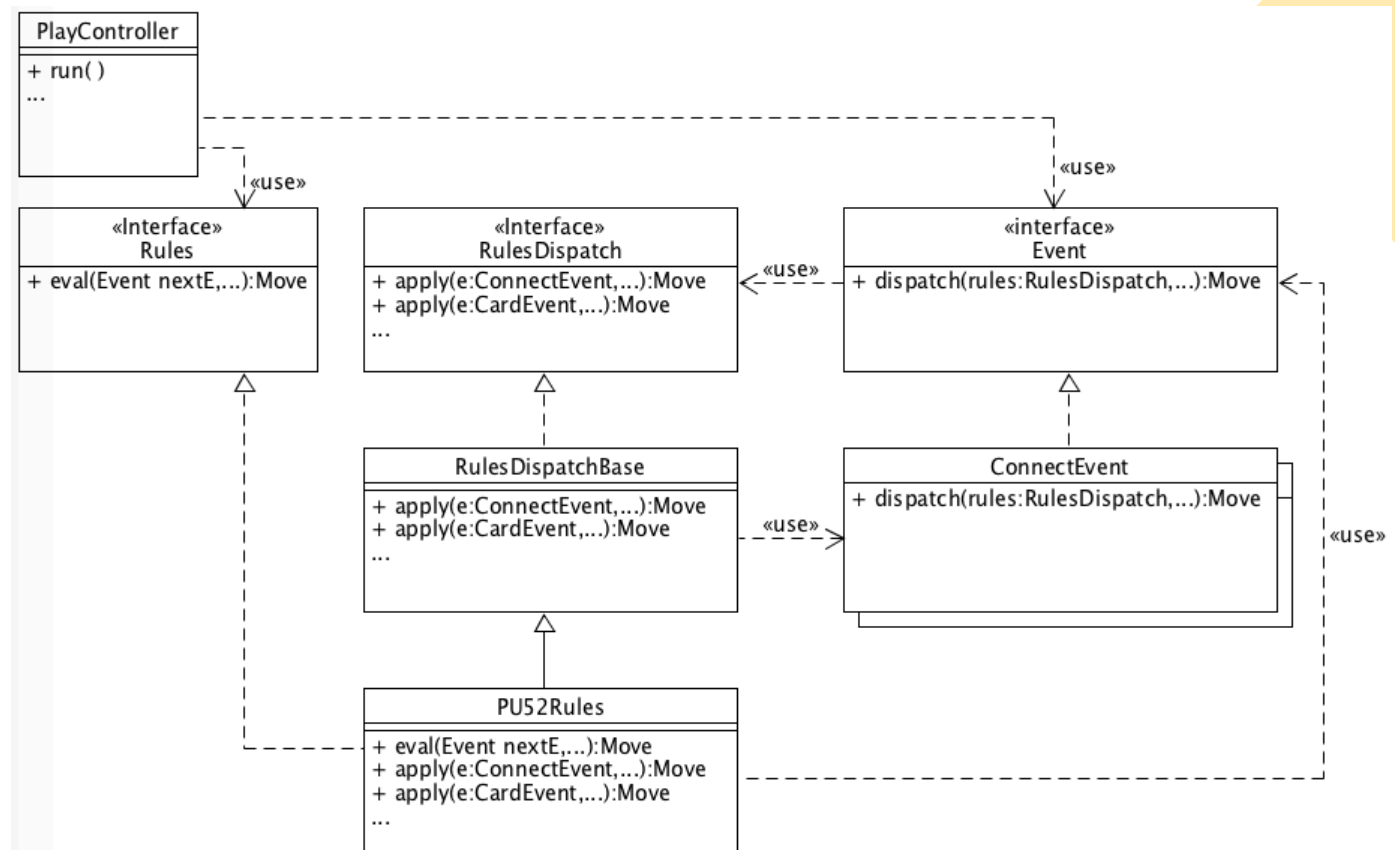 PlayController
+ run( )
...
«use»
«use»
«Interface»
Rules
+ eval(Event nextE,...):Move
«Interface»
RulesDispatch
+ apply(e:ConnectEvent,...):Move
+ apply(e:CardEvent,...):Move
...
«use»
«interface»
Event
+ dispatch(rules:RulesDispatch,...):Move
RulesDispatchBase
+ apply(e:ConnectEvent,...):Move
+ apply(e:CardEvent,...):Move
...
«use»
ConnectEvent
+ dispatch(rules:RulesDispatch,...):Move
«use»
PU52Rules
+ eval(Event nextE,...):Move
+ apply(e:ConnectEvent,...):Move
+ apply(e:CardEvent,...):Move
...